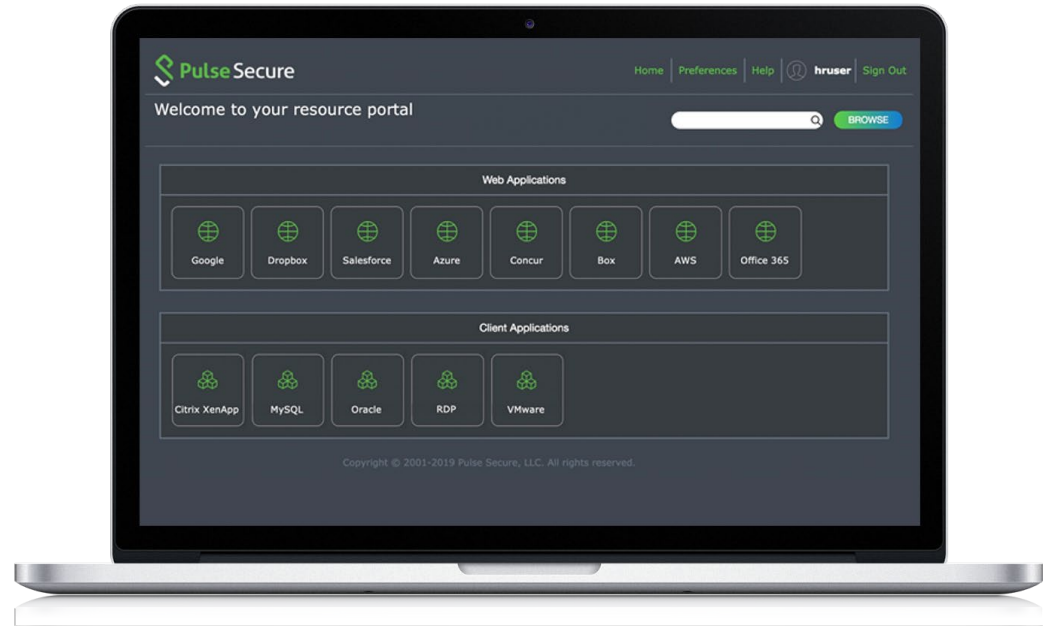 Pulse Secure
Home Preferences Help hruser Sign Out
Welcome to your resource portal
BROWSE
Web Applications
Google Dropbox Salesforce Azure Concur Box AWS Office 365
Client Applications
Citrix XenApp MySQL Oracle RDP VMware
Copyright © 2001-2019 Pulse Secure, LLC. All rights reserved.